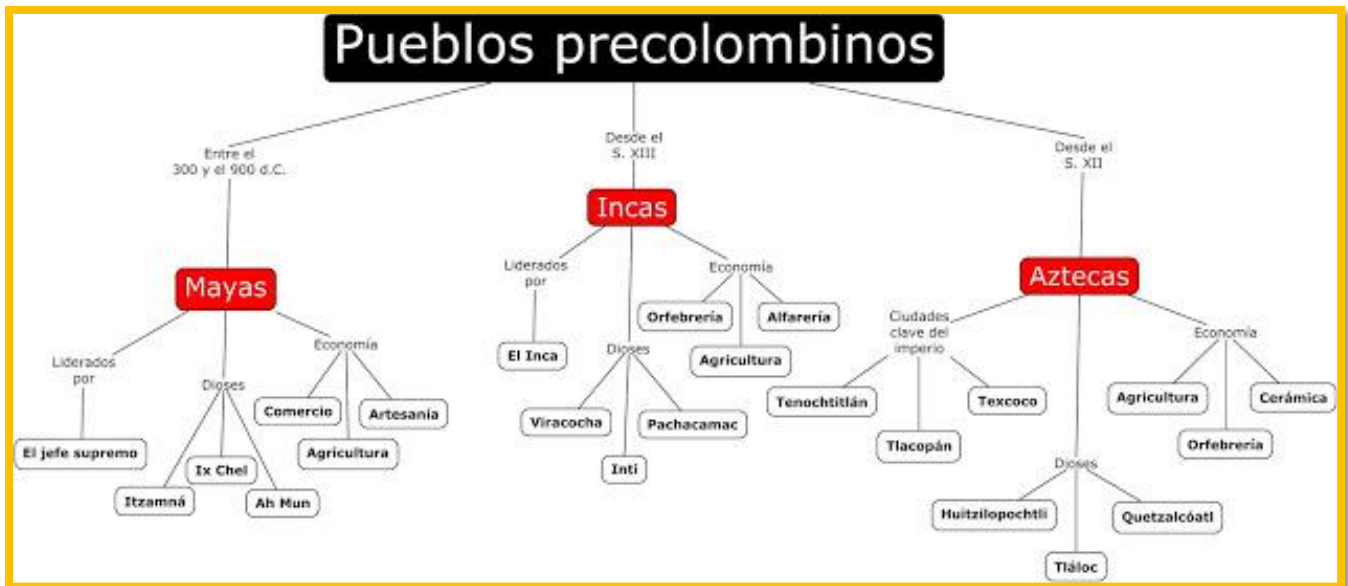 Pueblos precolombinos
Entre el
300 y el 900 d.C.
Mayas
Liderados
por
El jefe supremo
Dioses
Itzamná
Ix Chel
Ah Mun
Economía
Comercio
Agricultura
Artesanía
Desde el
S. XIII
Incas
Liderados
por
El Inca
Dioses
Viracocha
Inti
Pachacamac
Economía
Orfebrería
Agricultura
Alfarería
Desde el
S. XII
Aztecas
Ciudades
clave del
imperio
Tenochtitlán
Tlacopán
Texcoco
Dioses
Huitzilopochtli
Tláloc
Quetzalcóatl
Economía
Agricultura
Orfebrería
Cerámica